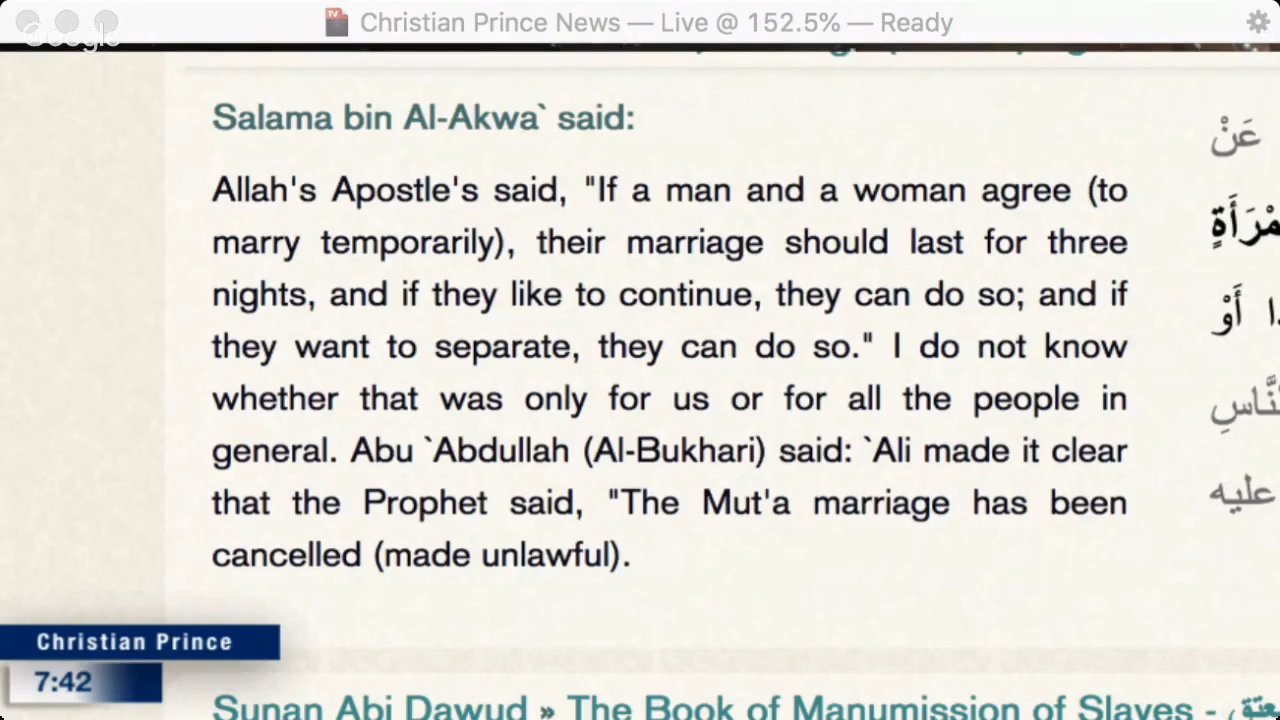 Christian Prince News — Live @ 152.5% — Ready
Google
Salama bin Al-Akwa` said:
Allah's Apostle's said, "If a man and a woman agree (to
marry temporarily), their marriage should last for three
nights, and if they like to continue, they can do so; and if
they want to separate, they can do so." I do not know
whether that was only for us or for all the people in
general. Abu `Abdullah (Al-Bukhari) said: `Ali made it clear
that the Prophet said, "The Mut'a marriage has been
cancelled (made unlawful).
عَنْ
أَوْ
عليه
Christian Prince
7:42
Sunan Abi Dawud » The Book of Manumission of Slaves -